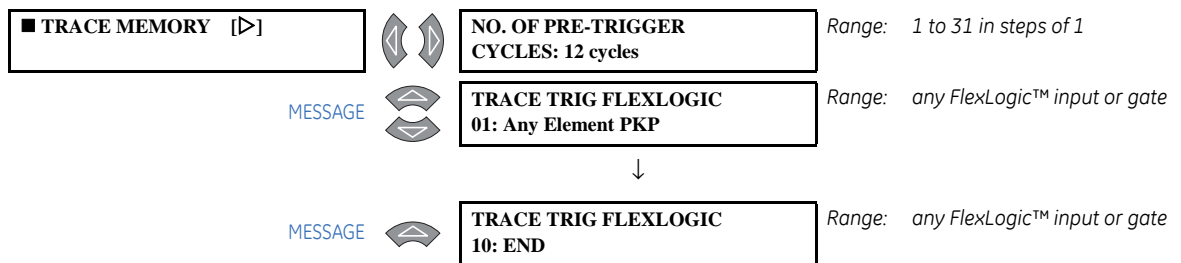 ■ TRACE MEMORY [▷]
NO. OF PRE-TRIGGER
CYCLES: 12 cycles
Range: 1 to 31 in steps of 1
MESSAGE
TRACE TRIG FLEXLOGIC
01: Any Element PKP
Range: any FlexLogic™ input or gate
↓
MESSAGE
TRACE TRIG FLEXLOGIC
10: END
Range: any FlexLogic™ input or gate